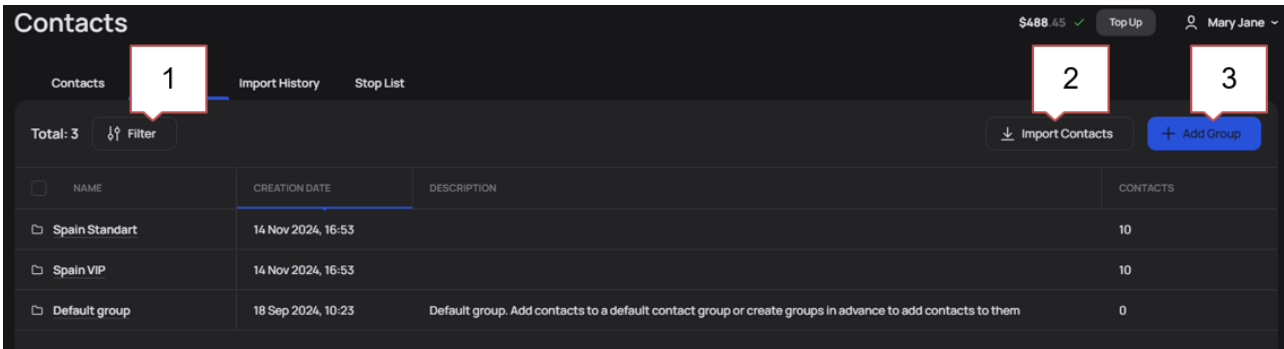 Contacts
$488.45 Top Up Mary Jane
1 2 3
Contacts Import History Stop List
Total: 3 Filter Import Contacts + Add Group
NAME CREATION DATE DESCRIPTION CONTACTS
Spain Standart 14 Nov 2024, 16:53 10
Spain VIP 14 Nov 2024, 16:53 10
Default group 18 Sep 2024, 10:23 Default group. Add contacts to a default contact group or create groups in advance to add contacts to them 0